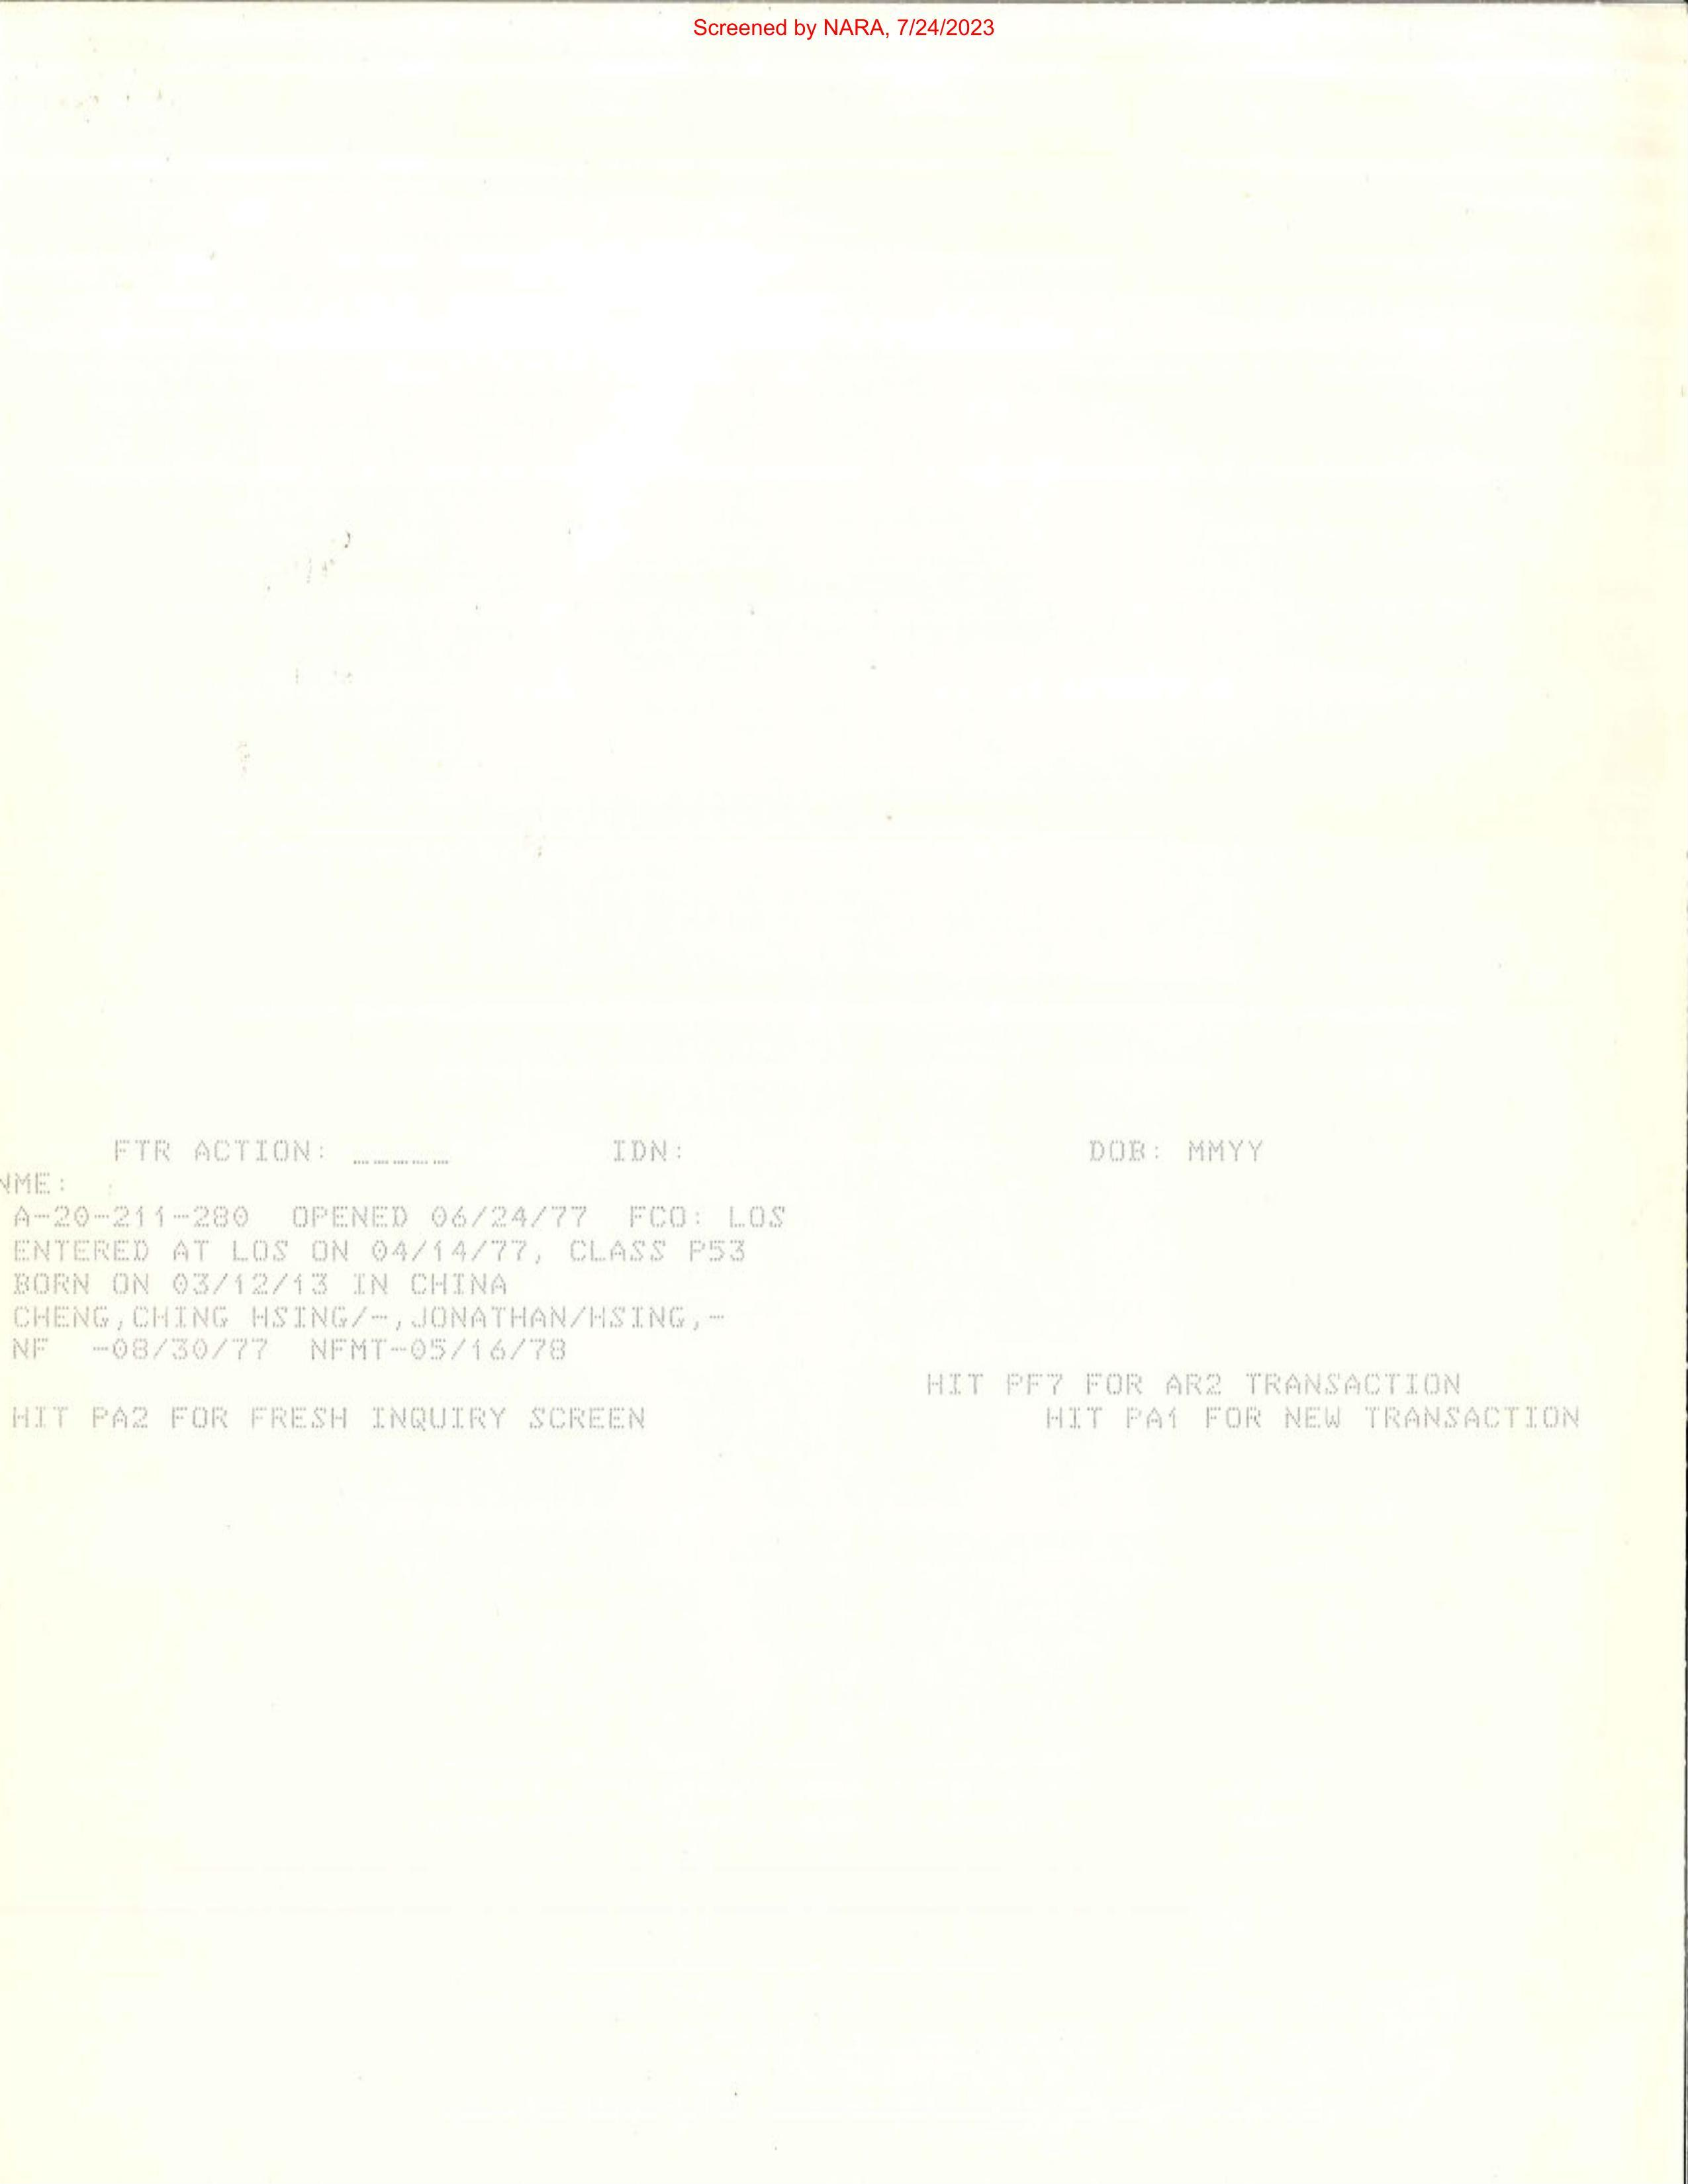 Screened by NARA, 7/24/2023
FTR ACTION: _____ IDN: DOB: MMYY
NME:
A-20-211-280 OPENED 06/24/77 FCO: LOS
ENTERED AT LOS ON 04/14/77, CLASS P53
BORN ON 03/12/13 IN CHINA
CHENG,CHING HSING/-,JONATHAN/HSING,-
NF -08/30/77 NFMT-05/16/78
HIT PF7 FOR AR2 TRANSACTION
HIT PA2 FOR FRESH INQUIRY SCREEN HIT PA1 FOR NEW TRANSACTION